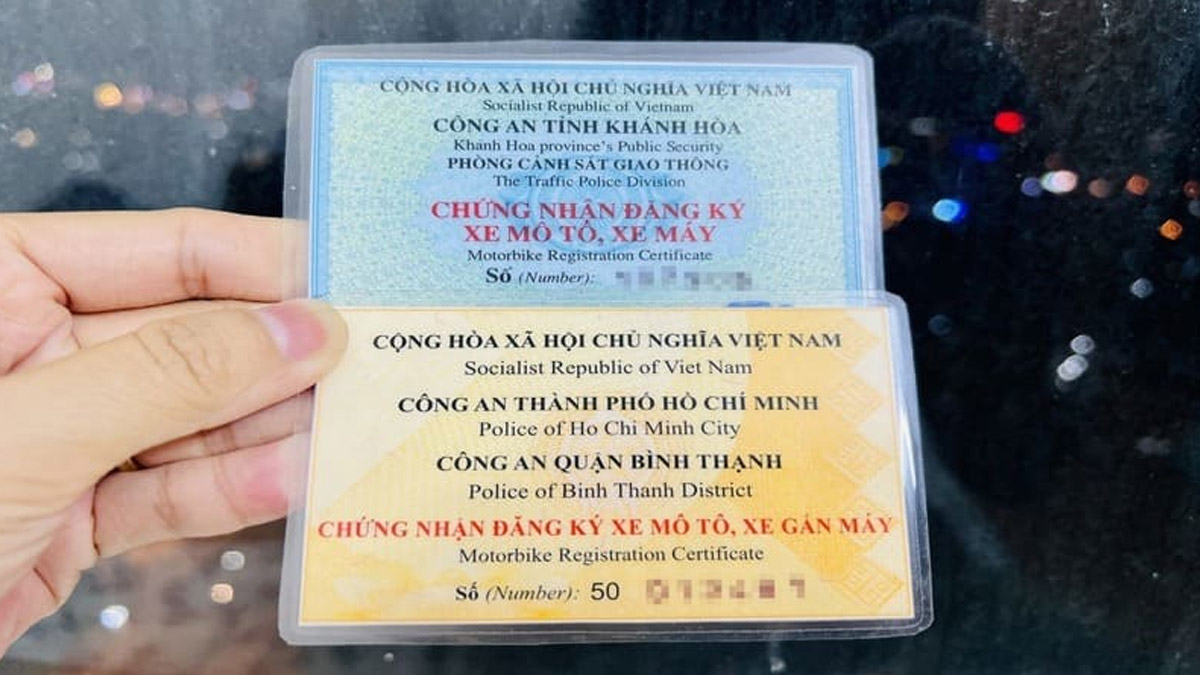 CỘNG HÒA XÃ HỘI CHỦ NGHĨA VIỆT NAM
Socialist Republic of Vietnam
CÔNG AN TỈNH KHÁNH HÒA
Khanh Hoa province's Public Security
PHÒNG CẢNH SÁT GIAO THÔNG
The Traffic Police Division
CHỨNG NHẬN ĐĂNG KÝ
XE MÔ TÔ, XE MÁY
Motorbike Registration Certificate
Số (Number):
CỘNG HÒA XÃ HỘI CHỦ NGHĨA VIỆT NAM
Socialist Republic of Viet Nam
CÔNG AN THÀNH PHỐ HỒ CHÍ MINH
Police of Ho Chi Minh City
CÔNG AN QUẬN BÌNH THẠNH
Police of Binh Thanh District
CHỨNG NHẬN ĐĂNG KÝ XE MÔ TÔ, XE GẮN MÁY
Motorbike Registration Certificate
Số (Number): 50